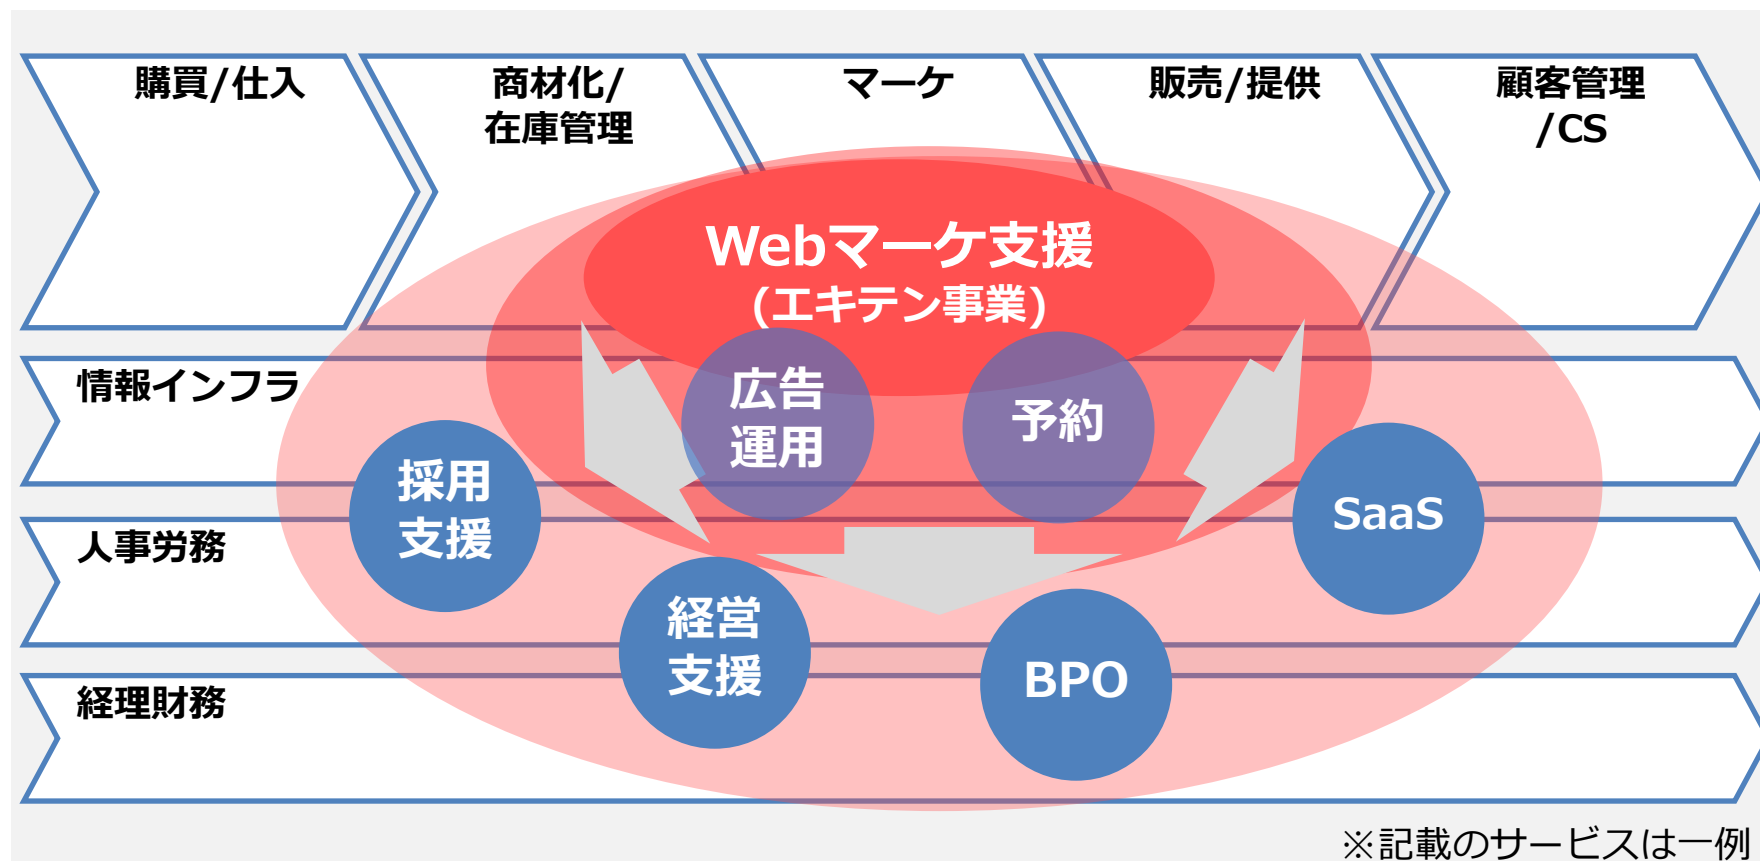 購買/仕入
商材化/
在庫管理
マーケ
販売/提供
顧客管理
/CS
Webマーケ支援
(エキテン事業)
情報インフラ
広告
運用
予約
採用
支援
SaaS
人事労務
経営
支援
BPO
経理財務
※記載のサービスは一例